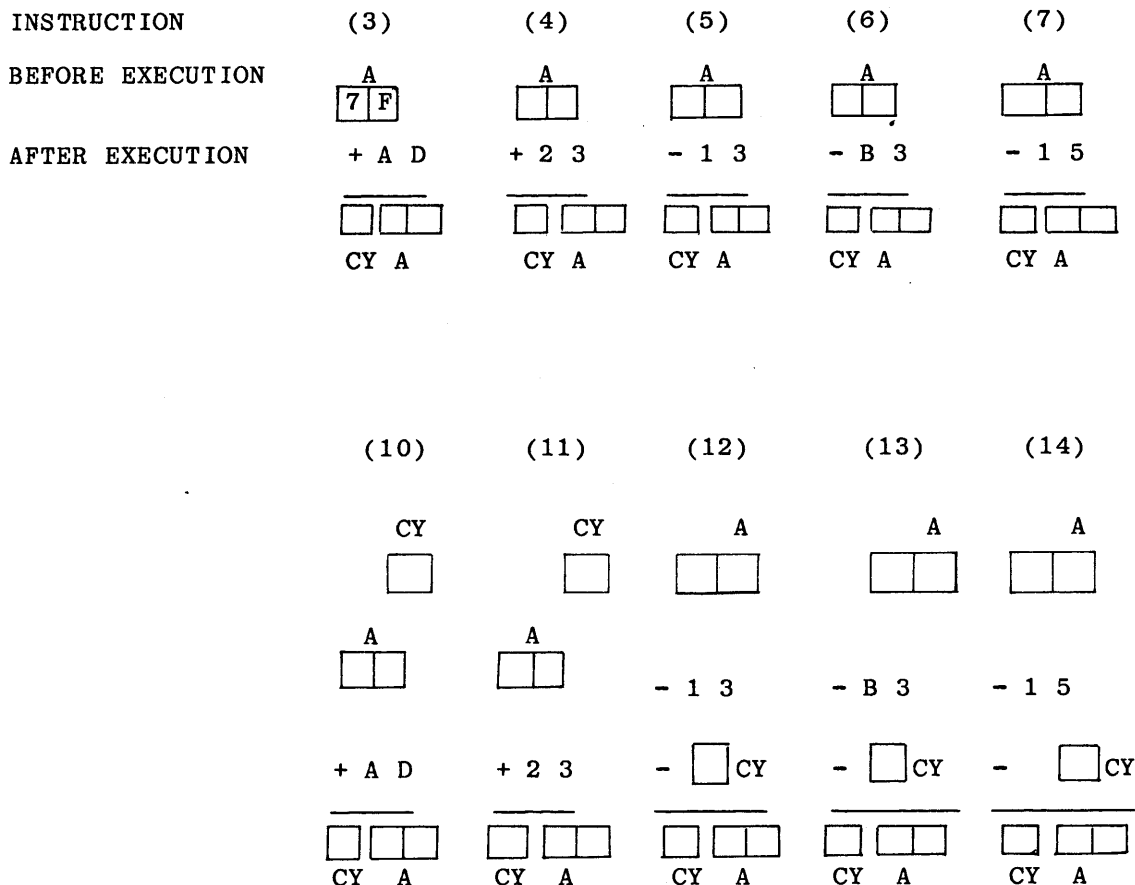 INSTRUCTION (3) (4) (5) (6) (7)
BEFORE EXECUTION A A A A A
7 F
AFTER EXECUTION + A D + 2 3 - 1 3 - B 3 - 1 5
CY A CY A CY A CY A CY A
(10) (11) (12) (13) (14)
CY CY A A A
A A
- 1 3 - B 3 - 1 5
+ A D + 2 3 - CY - CY - CY
CY A CY A CY A CY A CY A